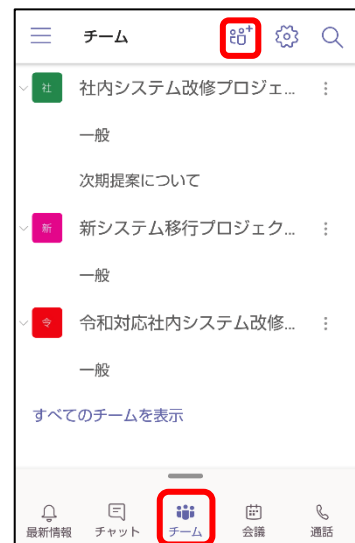 チーム
社 社内システム改修プロジェ...
一般
次期提案について
新 新システム移行プロジェク...
一般
令 令和対応社内システム改修...
一般
すべてのチームを表示
最新情報 チャット チーム 会議 通話